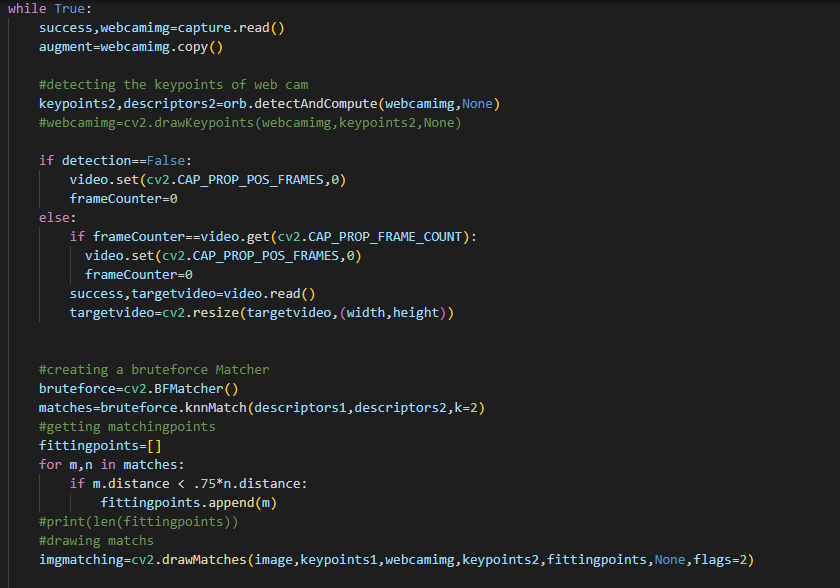 while True:
    success,webcamimg=capture.read()
    augment=webcamimg.copy()

    #detecting the keypoints of web cam
    keypoints2,descriptors2=orb.detectAndCompute(webcamimg,None)
    #webcamimg=cv2.drawKeypoints(webcamimg,keypoints2,None)

    if detection==False:
        video.set(cv2.CAP_PROP_POS_FRAMES,0)
        frameCounter=0
    else:
        if frameCounter==video.get(cv2.CAP_PROP_FRAME_COUNT):
          video.set(cv2.CAP_PROP_POS_FRAMES,0)
          frameCounter=0
        success,targetvideo=video.read()
        targetvideo=cv2.resize(targetvideo,(width,height))


    #creating a bruteforce Matcher
    bruteforce=cv2.BFMatcher()
    matches=bruteforce.knnMatch(descriptors1,descriptors2,k=2)
    #getting matchingpoints
    fittingpoints=[]
    for m,n in matches:
        if m.distance < .75*n.distance:
            fittingpoints.append(m)
    #print(len(fittingpoints))
    #drawing matchs
    imgmatching=cv2.drawMatches(image,keypoints1,webcamimg,keypoints2,fittingpoints,None,flags=2)